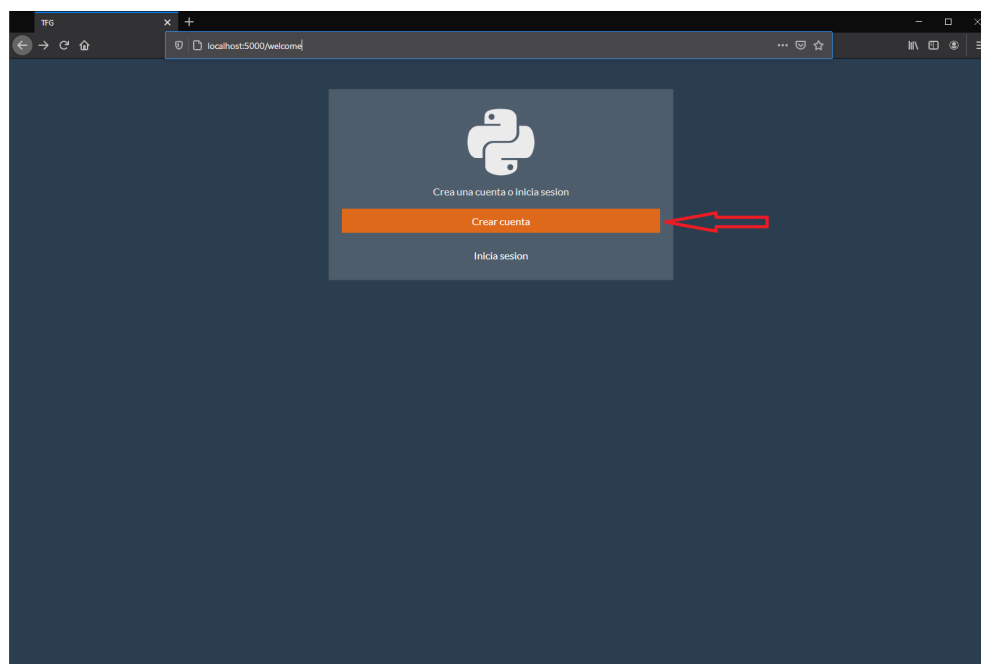 TFG
localhost:5000/welcome
Crea una cuenta o inicia sesion
Crear cuenta
Inicia sesion